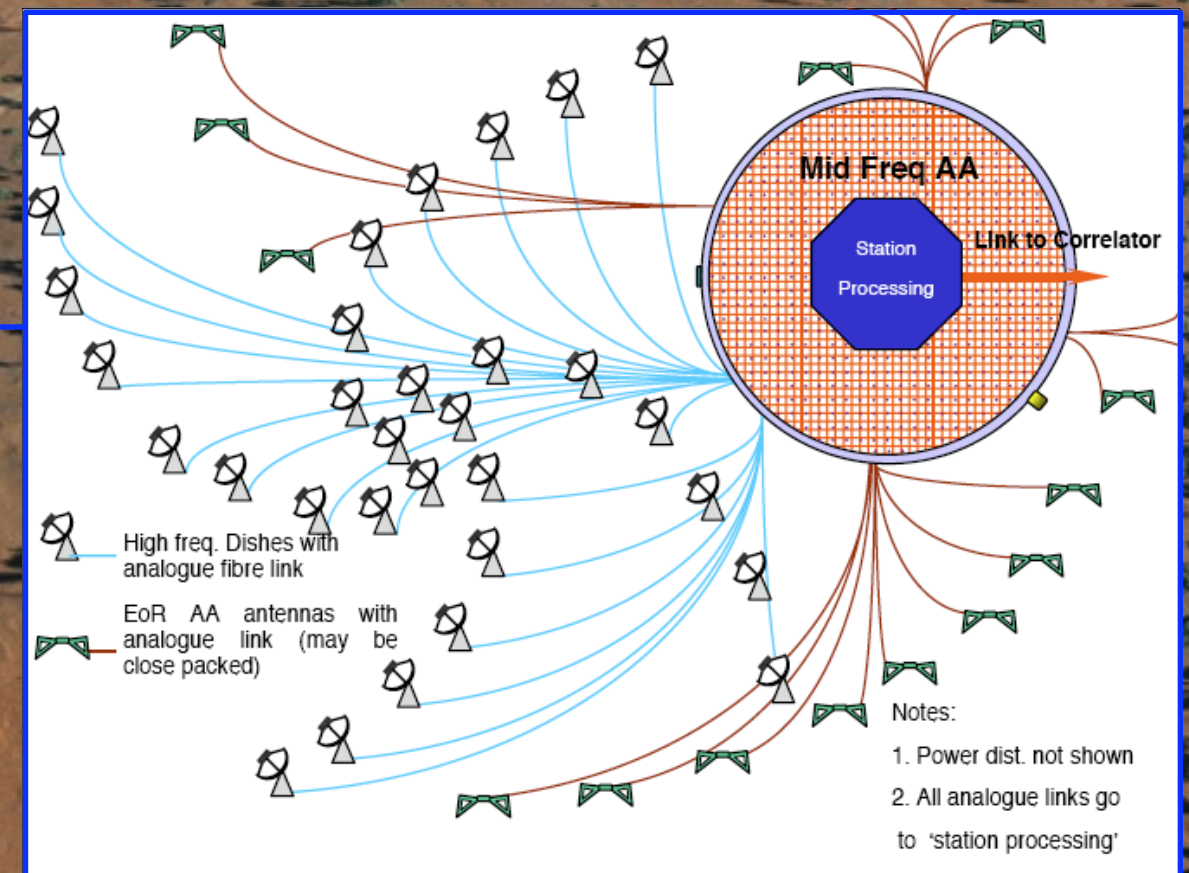 Mid Freq AA
Station
Processing
Link to Correlator
High freq. Dishes with
analogue fibre link
EoR AA antennas with
analogue link (may be
close packed)
Notes:
1. Power dist. not shown
2. All analogue links go
to ‘station processing’